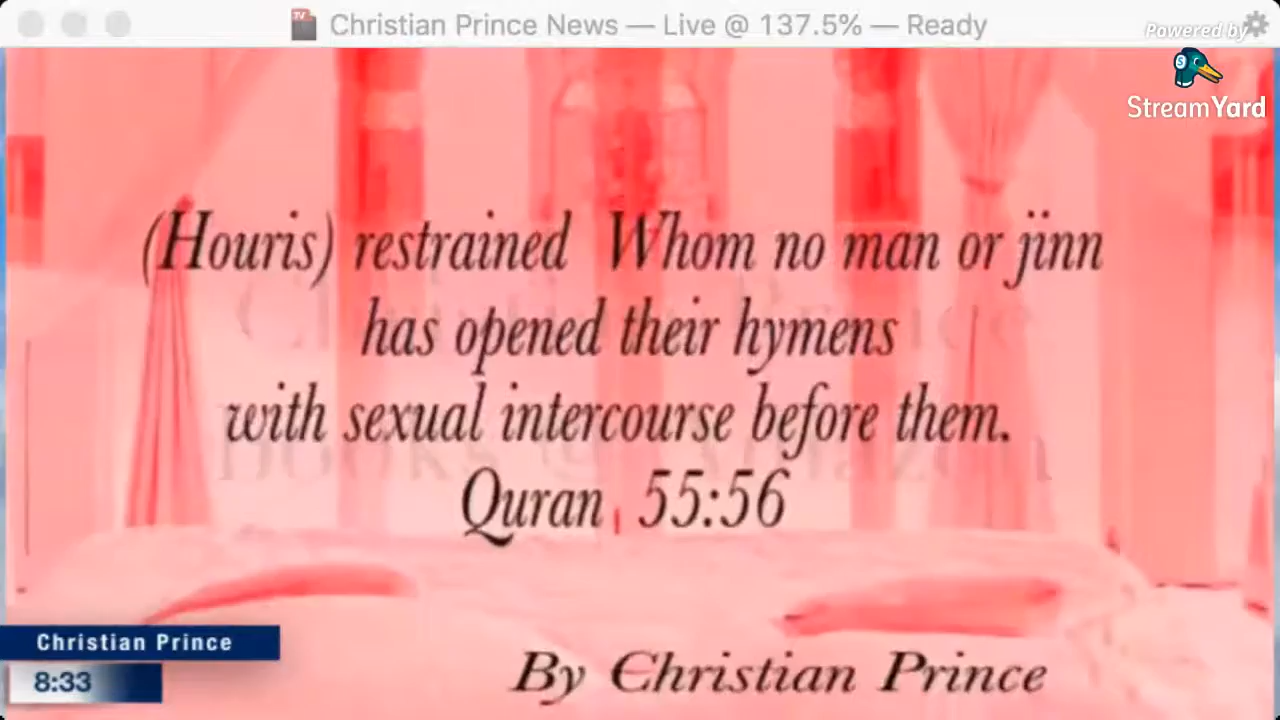 Christian Prince News — Live @ 137.5% — Ready
Powered by
StreamYard
(Houris) restrained Whom no man or jinn
has opened their hymens
with sexual intercourse before them.
Quran 55:56
Christian Prince
8:33
By Christian Prince